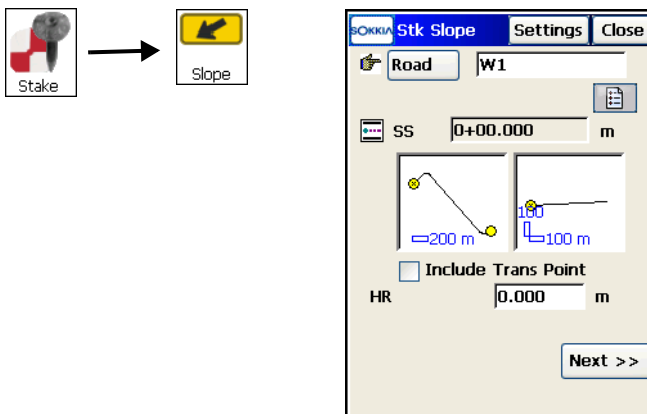 Stake
Slope
SOKKIA Stk Slope Settings Close
Road W1
SS 0+00.000 m
200 m
100
100 m
Include Trans Point
HR 0.000 m
Next >>